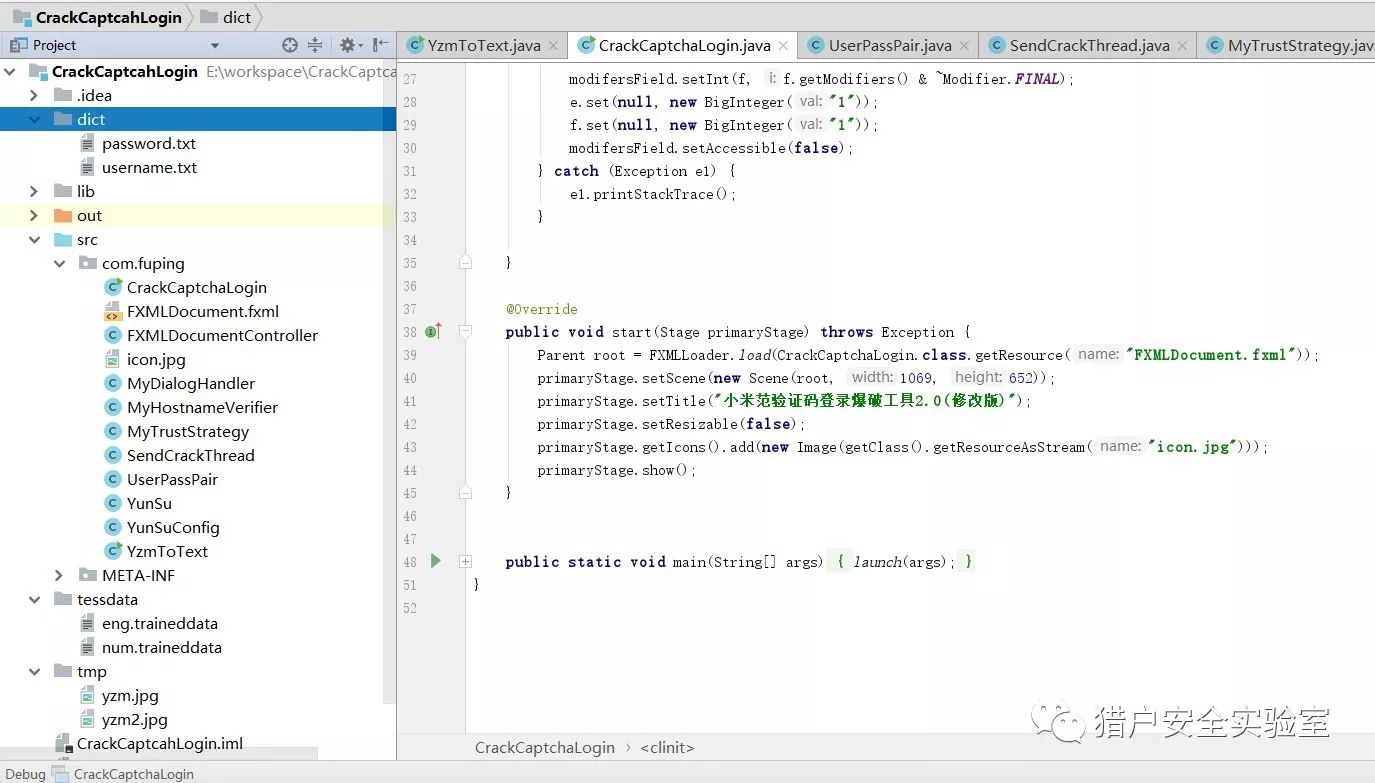 CrackCaptcahLogin dict
Project
YzmToText.java CrackCaptchaLogin.java UserPassPair.java SendCrackThread.java MyTrustStrategy.java
CrackCaptcahLogin E:\workspace\CrackCaptca
.idea
dict
password.txt
username.txt
lib
out
src
com.fuping
CrackCaptchaLogin
FXMLDocument.fxml
FXMLDocumentController
icon.jpg
MyDialogHandler
MyHostnameVerifier
MyTrustStrategy
SendCrackThread
UserPassPair
YunSu
YunSuConfig
YzmToText
META-INF
tessdata
eng.traineddata
num.traineddata
tmp
yzm.jpg
yzm2.jpg
CrackCaptcahLogin.iml
27 modifersField.setInt(f, i: f.getModifiers() & ~Modifier.FINAL);
28 e.set(null, new BigInteger( val: "1"));
29 f.set(null, new BigInteger( val: "1"));
30 modifersField.setAccessible(false);
31 } catch (Exception e1) {
32 e1.printStackTrace();
33 }
34
35 }
36
37 @Override
38 public void start(Stage primaryStage) throws Exception {
39 Parent root = FXMLLoader.load(CrackCaptchaLogin.class.getResource( name: "FXMLDocument.fxml"));
40 primaryStage.setScene(new Scene(root, width: 1069, height: 652));
41 primaryStage.setTitle("小米范验证码登录爆破工具2.0(修改版)");
42 primaryStage.setResizable(false);
43 primaryStage.getIcons().add(new Image(getClass().getResourceAsStream( name: "icon.jpg")));
44 primaryStage.show();
45 }
46
47
48 public static void main(String[] args) { launch(args); }
51 }
52
猎户安全实验室
CrackCaptchaLogin › <clinit>
Debug CrackCaptchaLogin